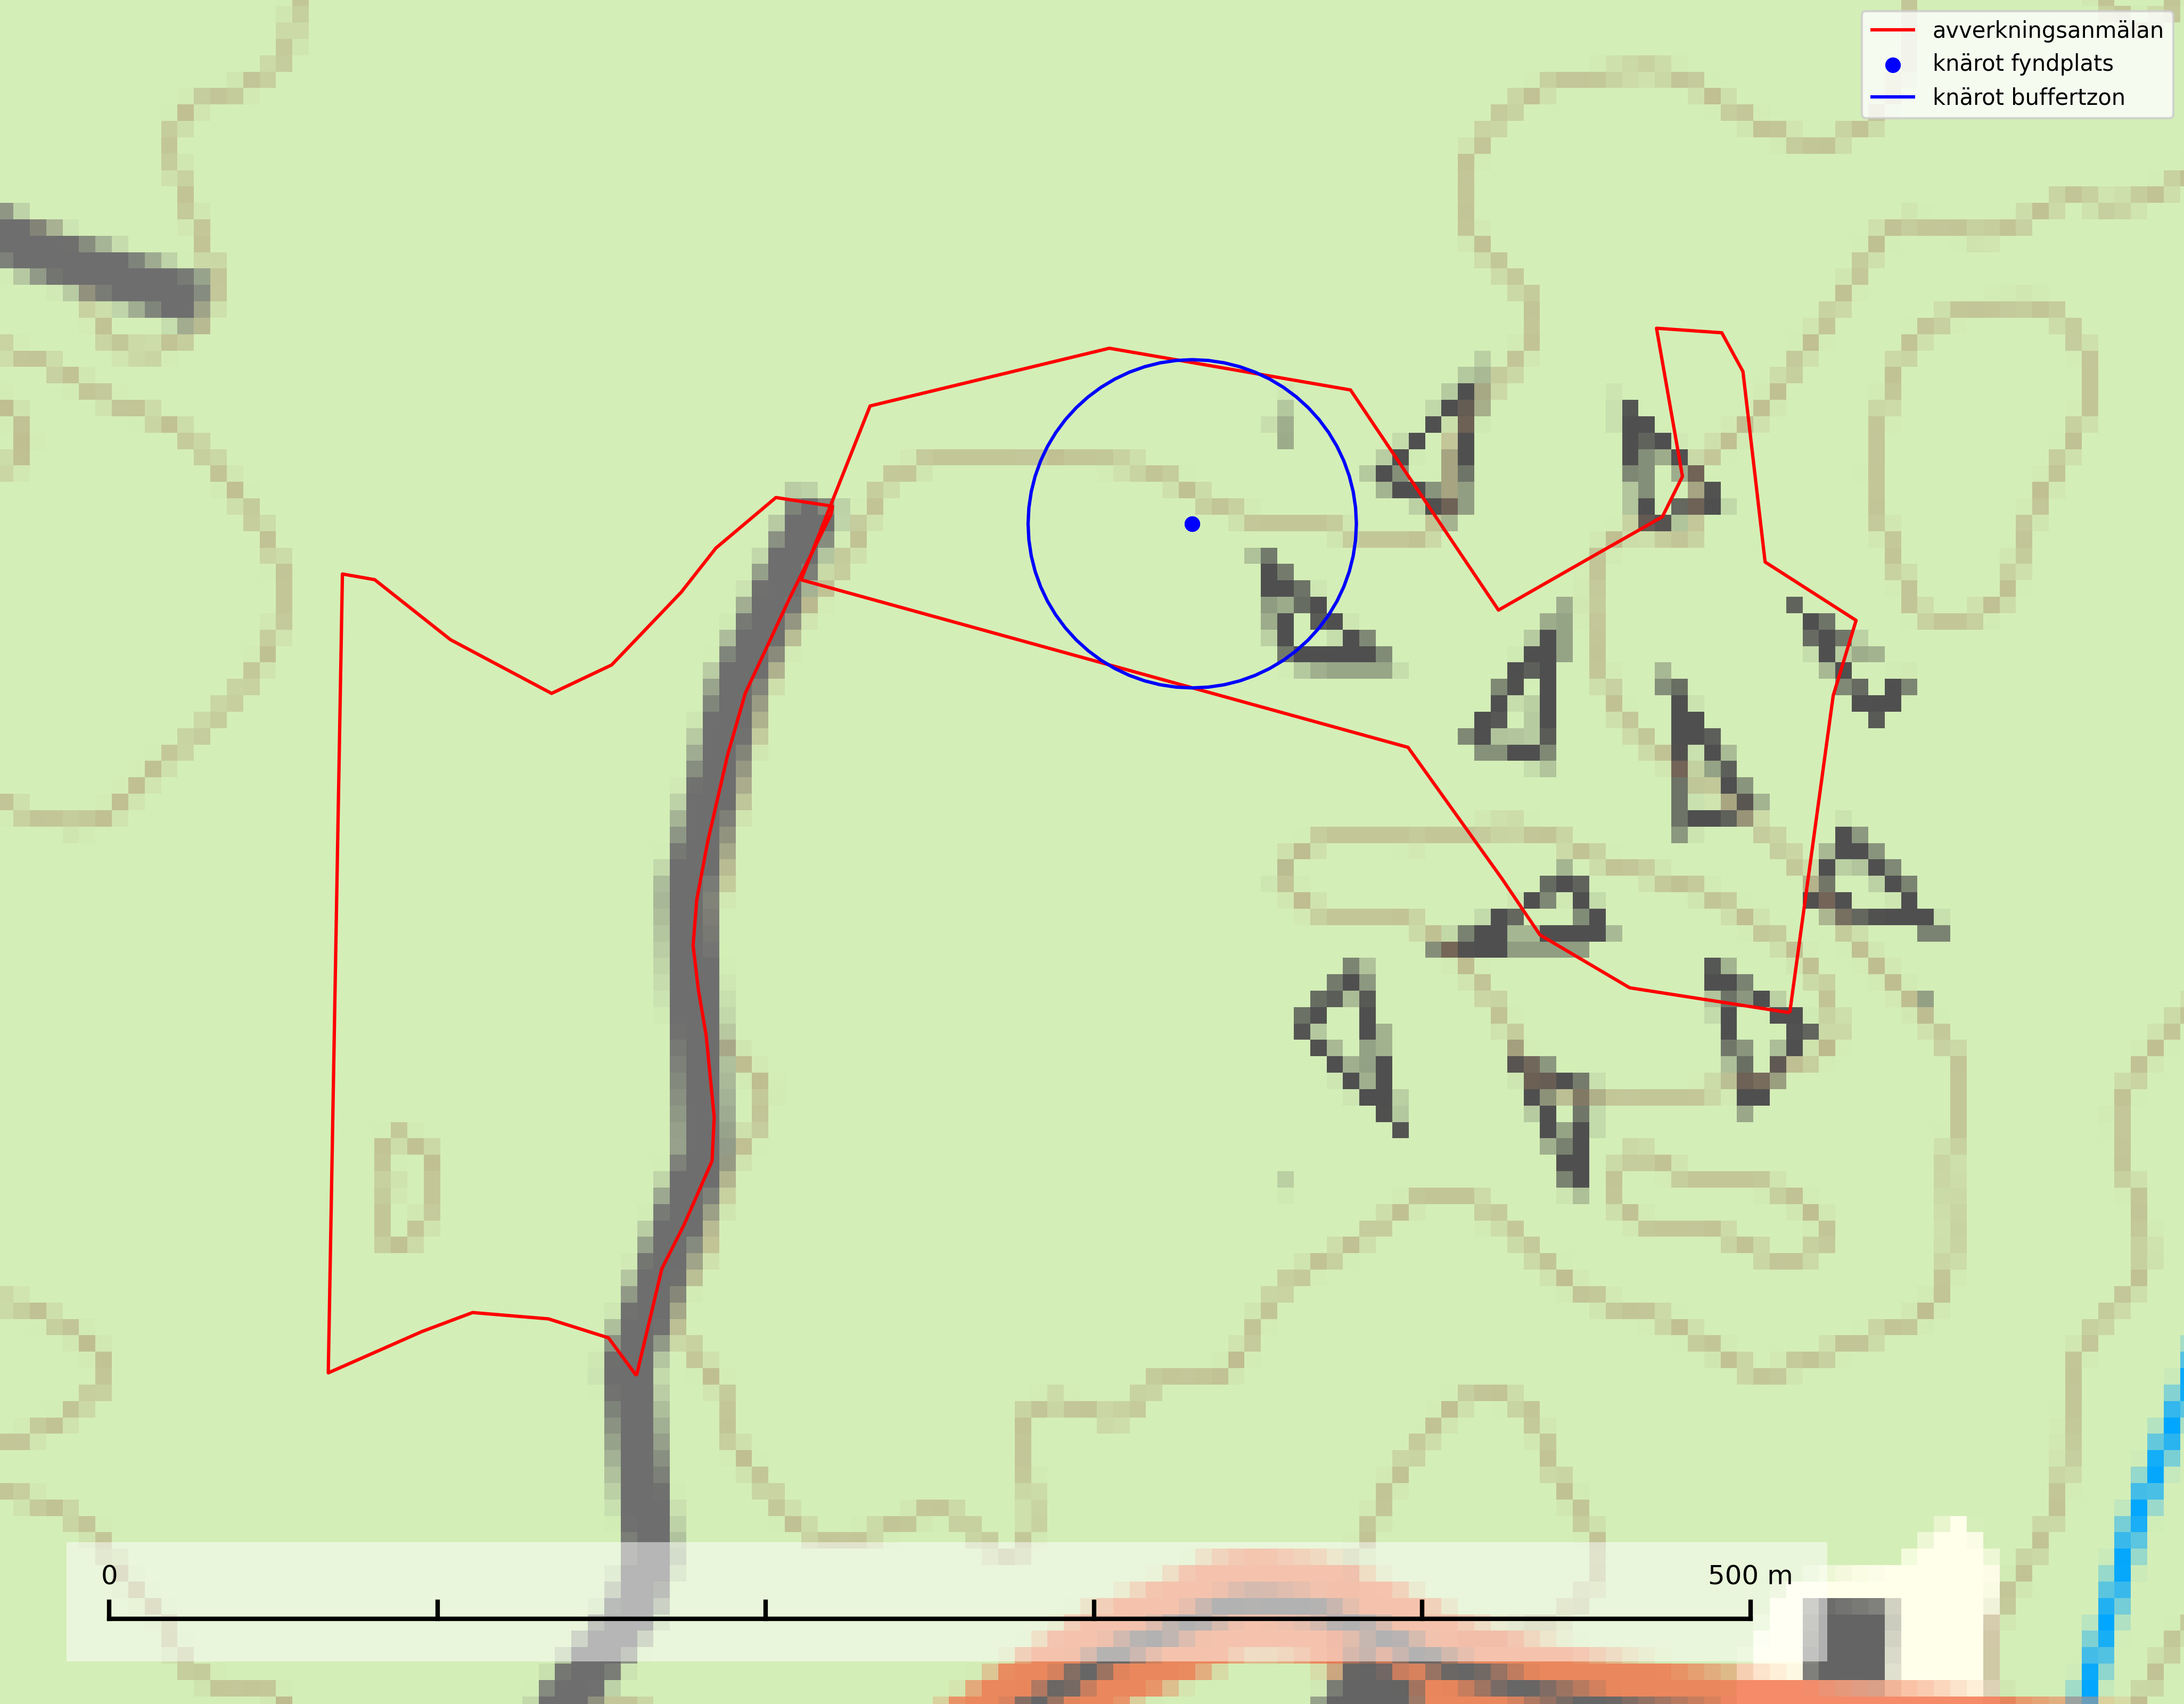 avverkningsanmälan
knärot fyndplats
knärot buffertzon
0
500 m